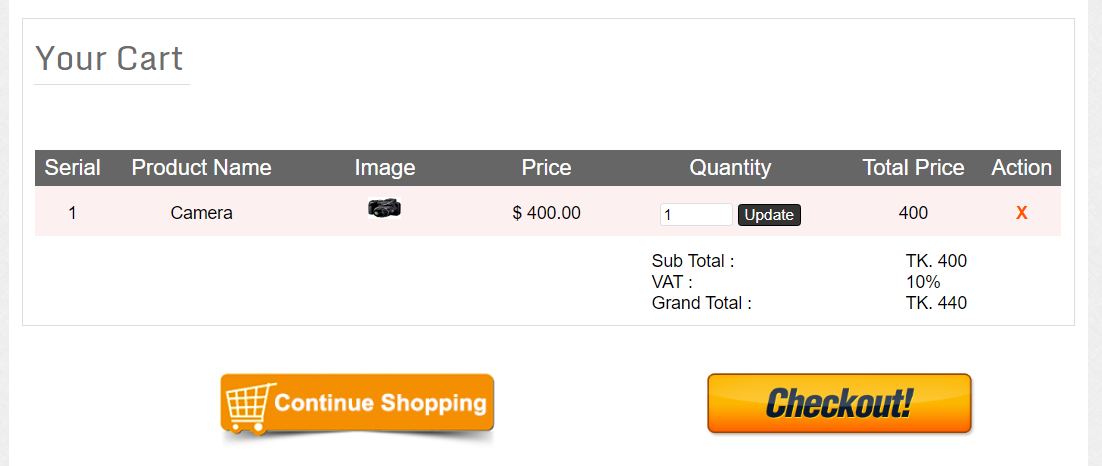 Your Cart
Serial Product Name Image Price Quantity Total Price Action
1 Camera $ 400.00 1 Update 400 X
Sub Total : TK. 400
VAT : 10%
Grand Total : TK. 440
Continue Shopping Checkout!